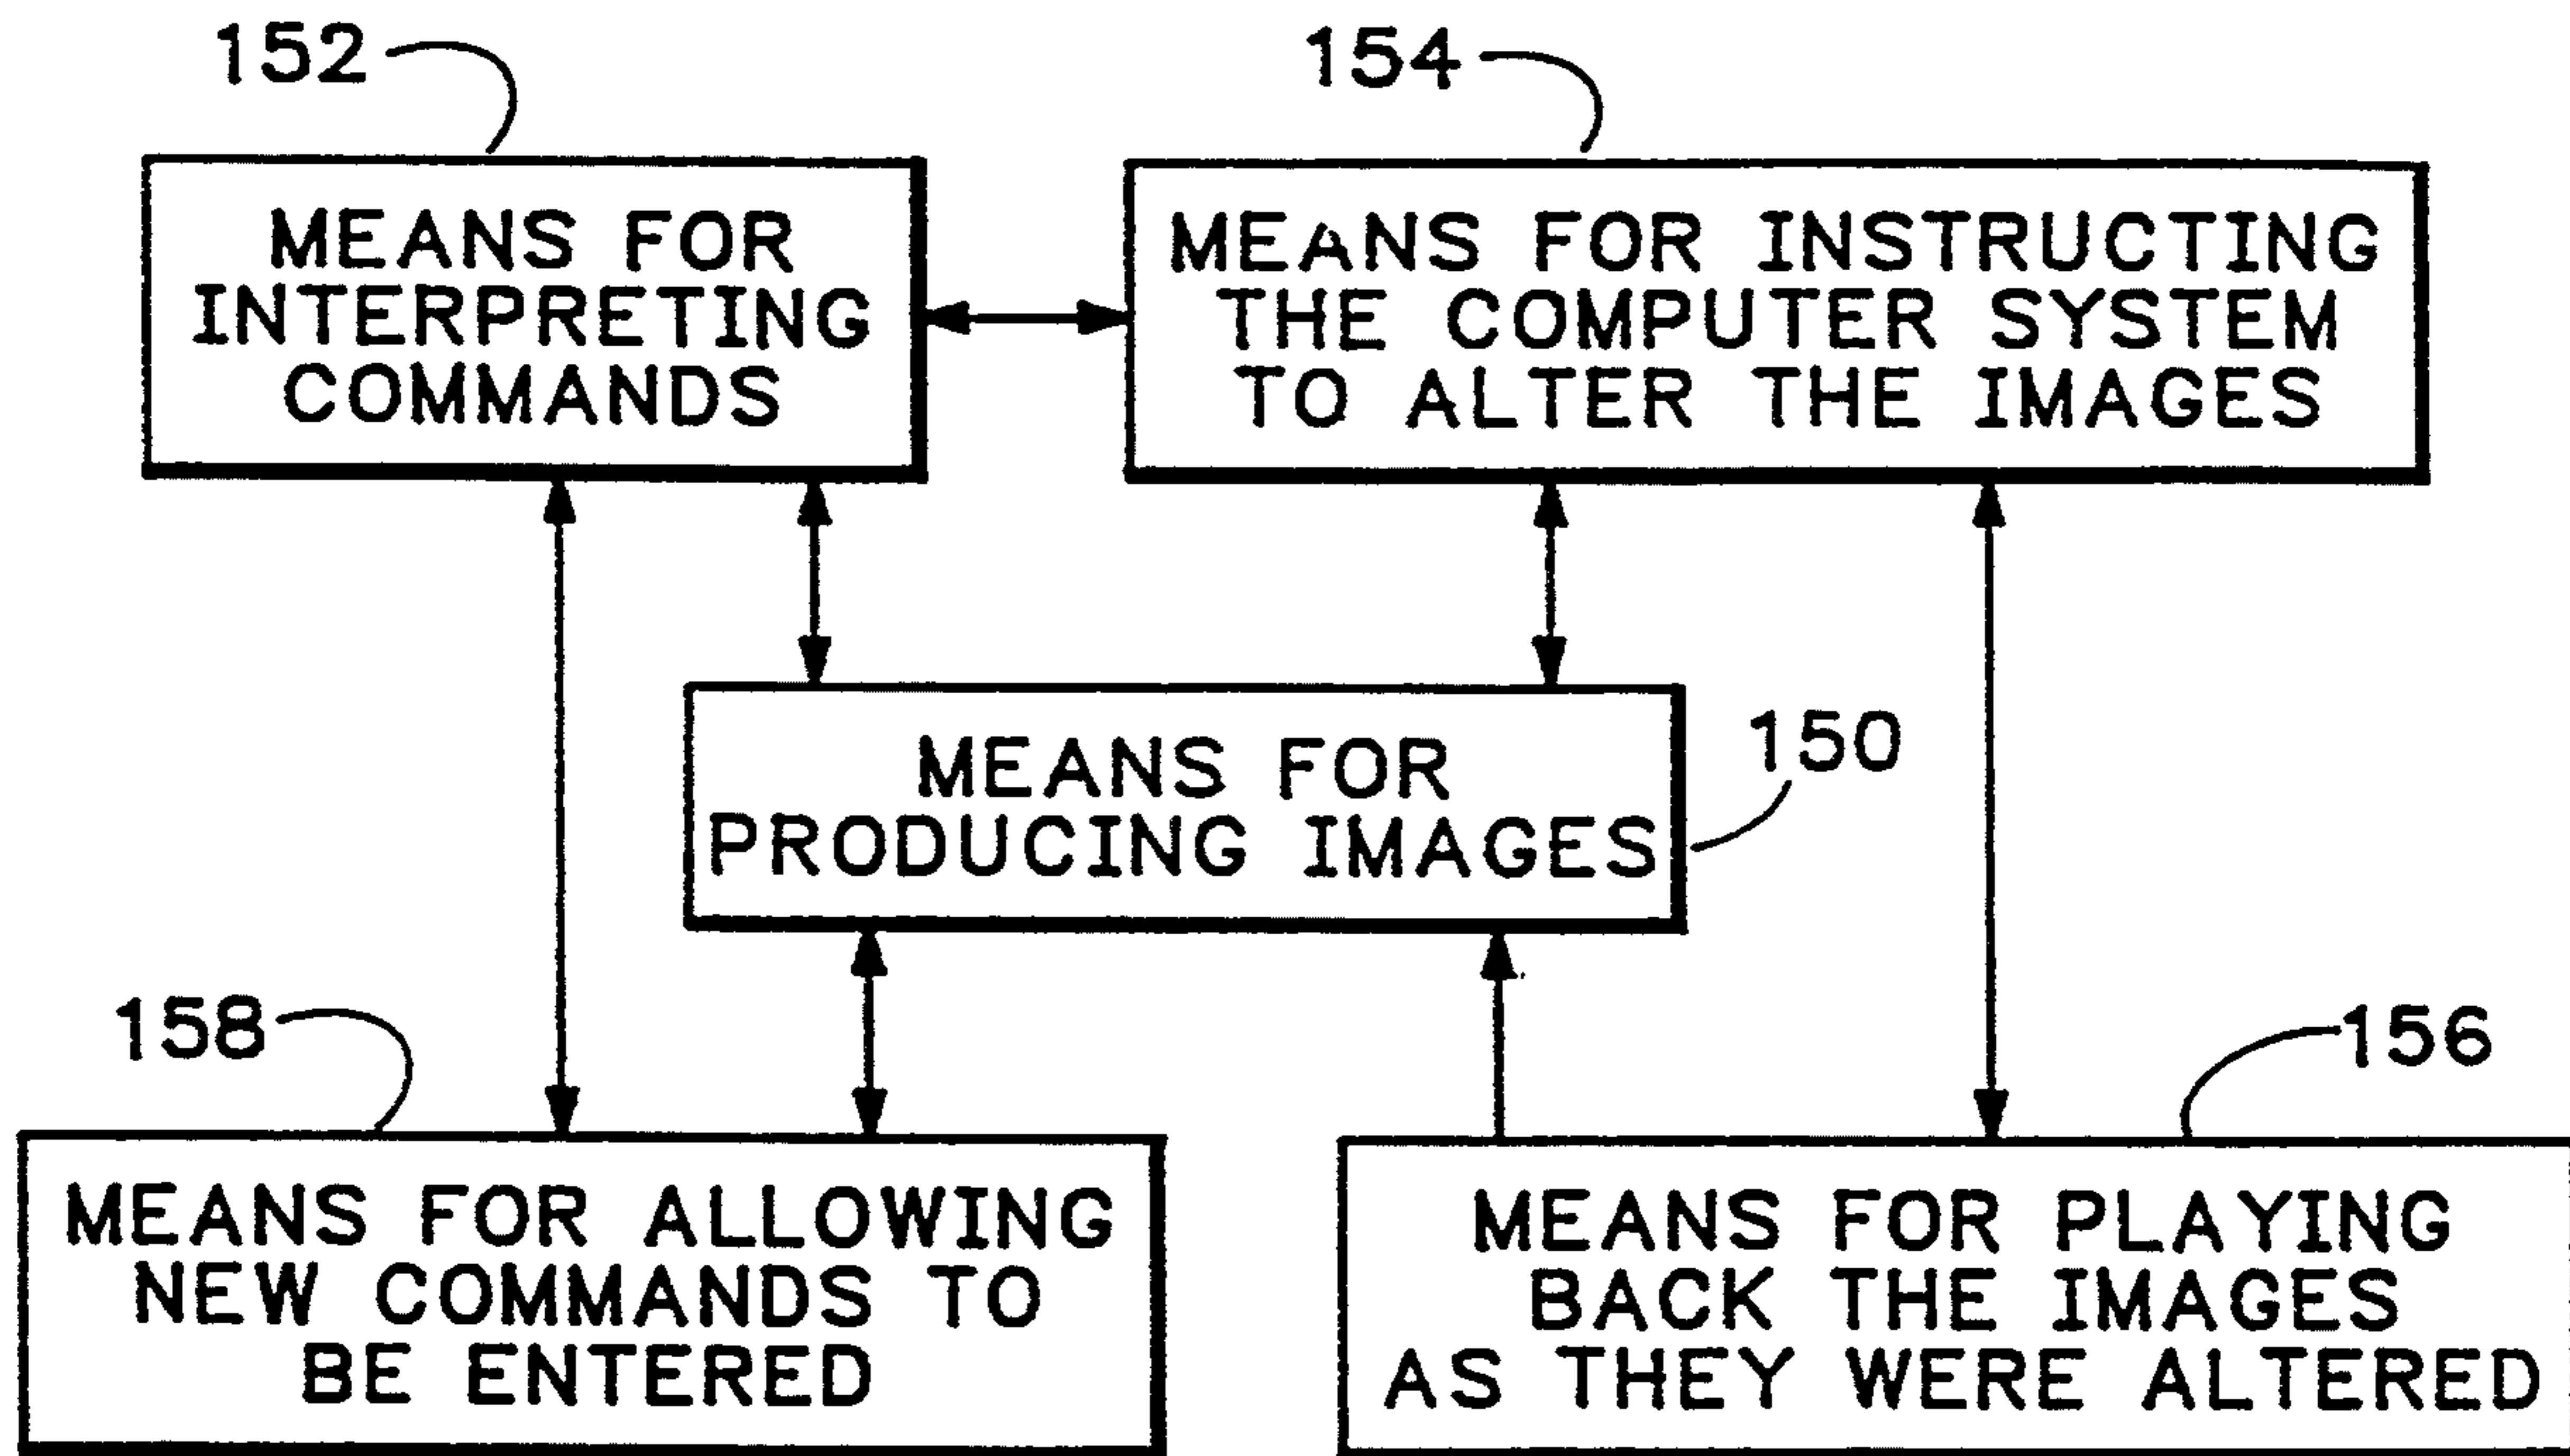 152
154
MEANS FOR
INTERPRETING
COMMANDS
MEANS FOR INSTRUCTING
THE COMPUTER SYSTEM
TO ALTER THE IMAGES
MEANS FOR
PRODUCING IMAGES
150
158
156
MEANS FOR ALLOWING
NEW COMMANDS TO
BE ENTERED
MEANS FOR PLAYING
BACK THE IMAGES
AS THEY WERE ALTERED